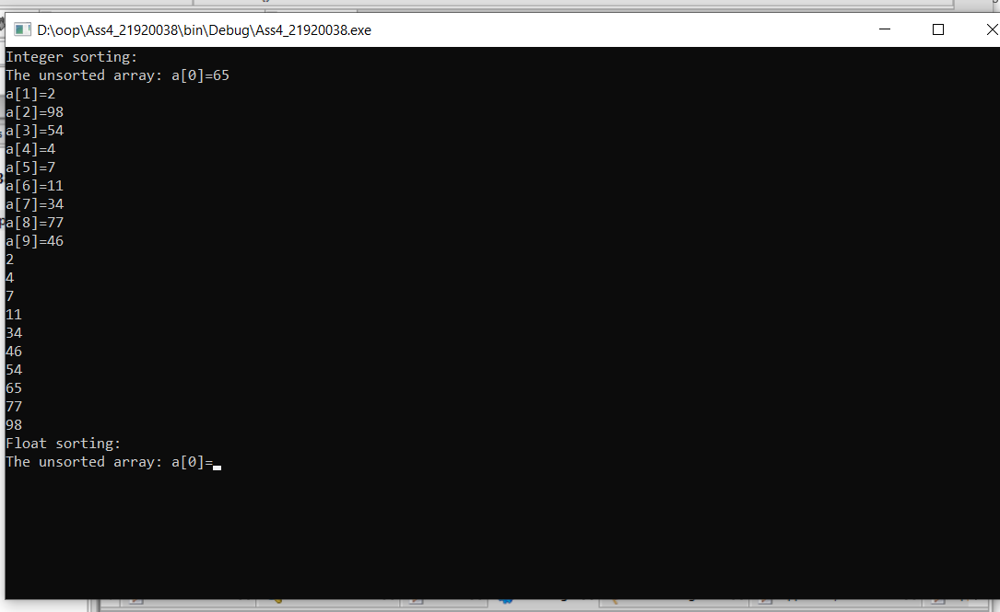 D:\oop\Ass4_21920038\bin\Debug\Ass4_21920038.exe
Integer sorting:
The unsorted array: a[0]=65
a[1]=2
a[2]=98
a[3]=54
a[4]=4
a[5]=7
a[6]=11
a[7]=34
a[8]=77
a[9]=46
2
4
7
11
34
46
54
65
77
98
Float sorting:
The unsorted array: a[0]=